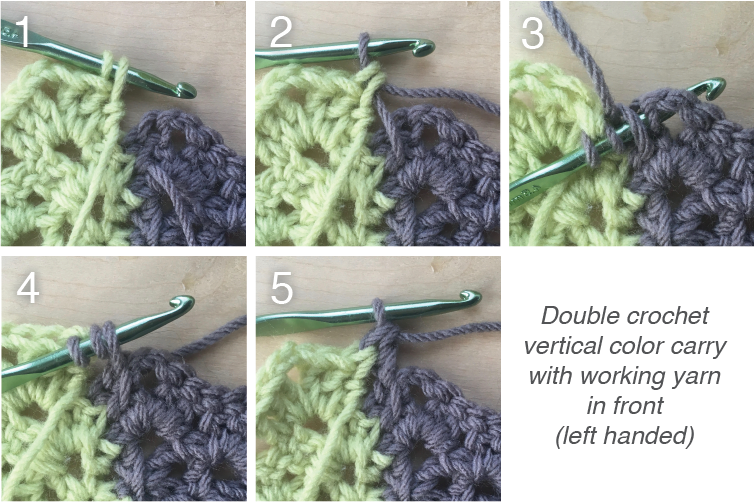 1
2
3
4
5
Double crochet
vertical color carry
with working yarn
in front
(left handed)